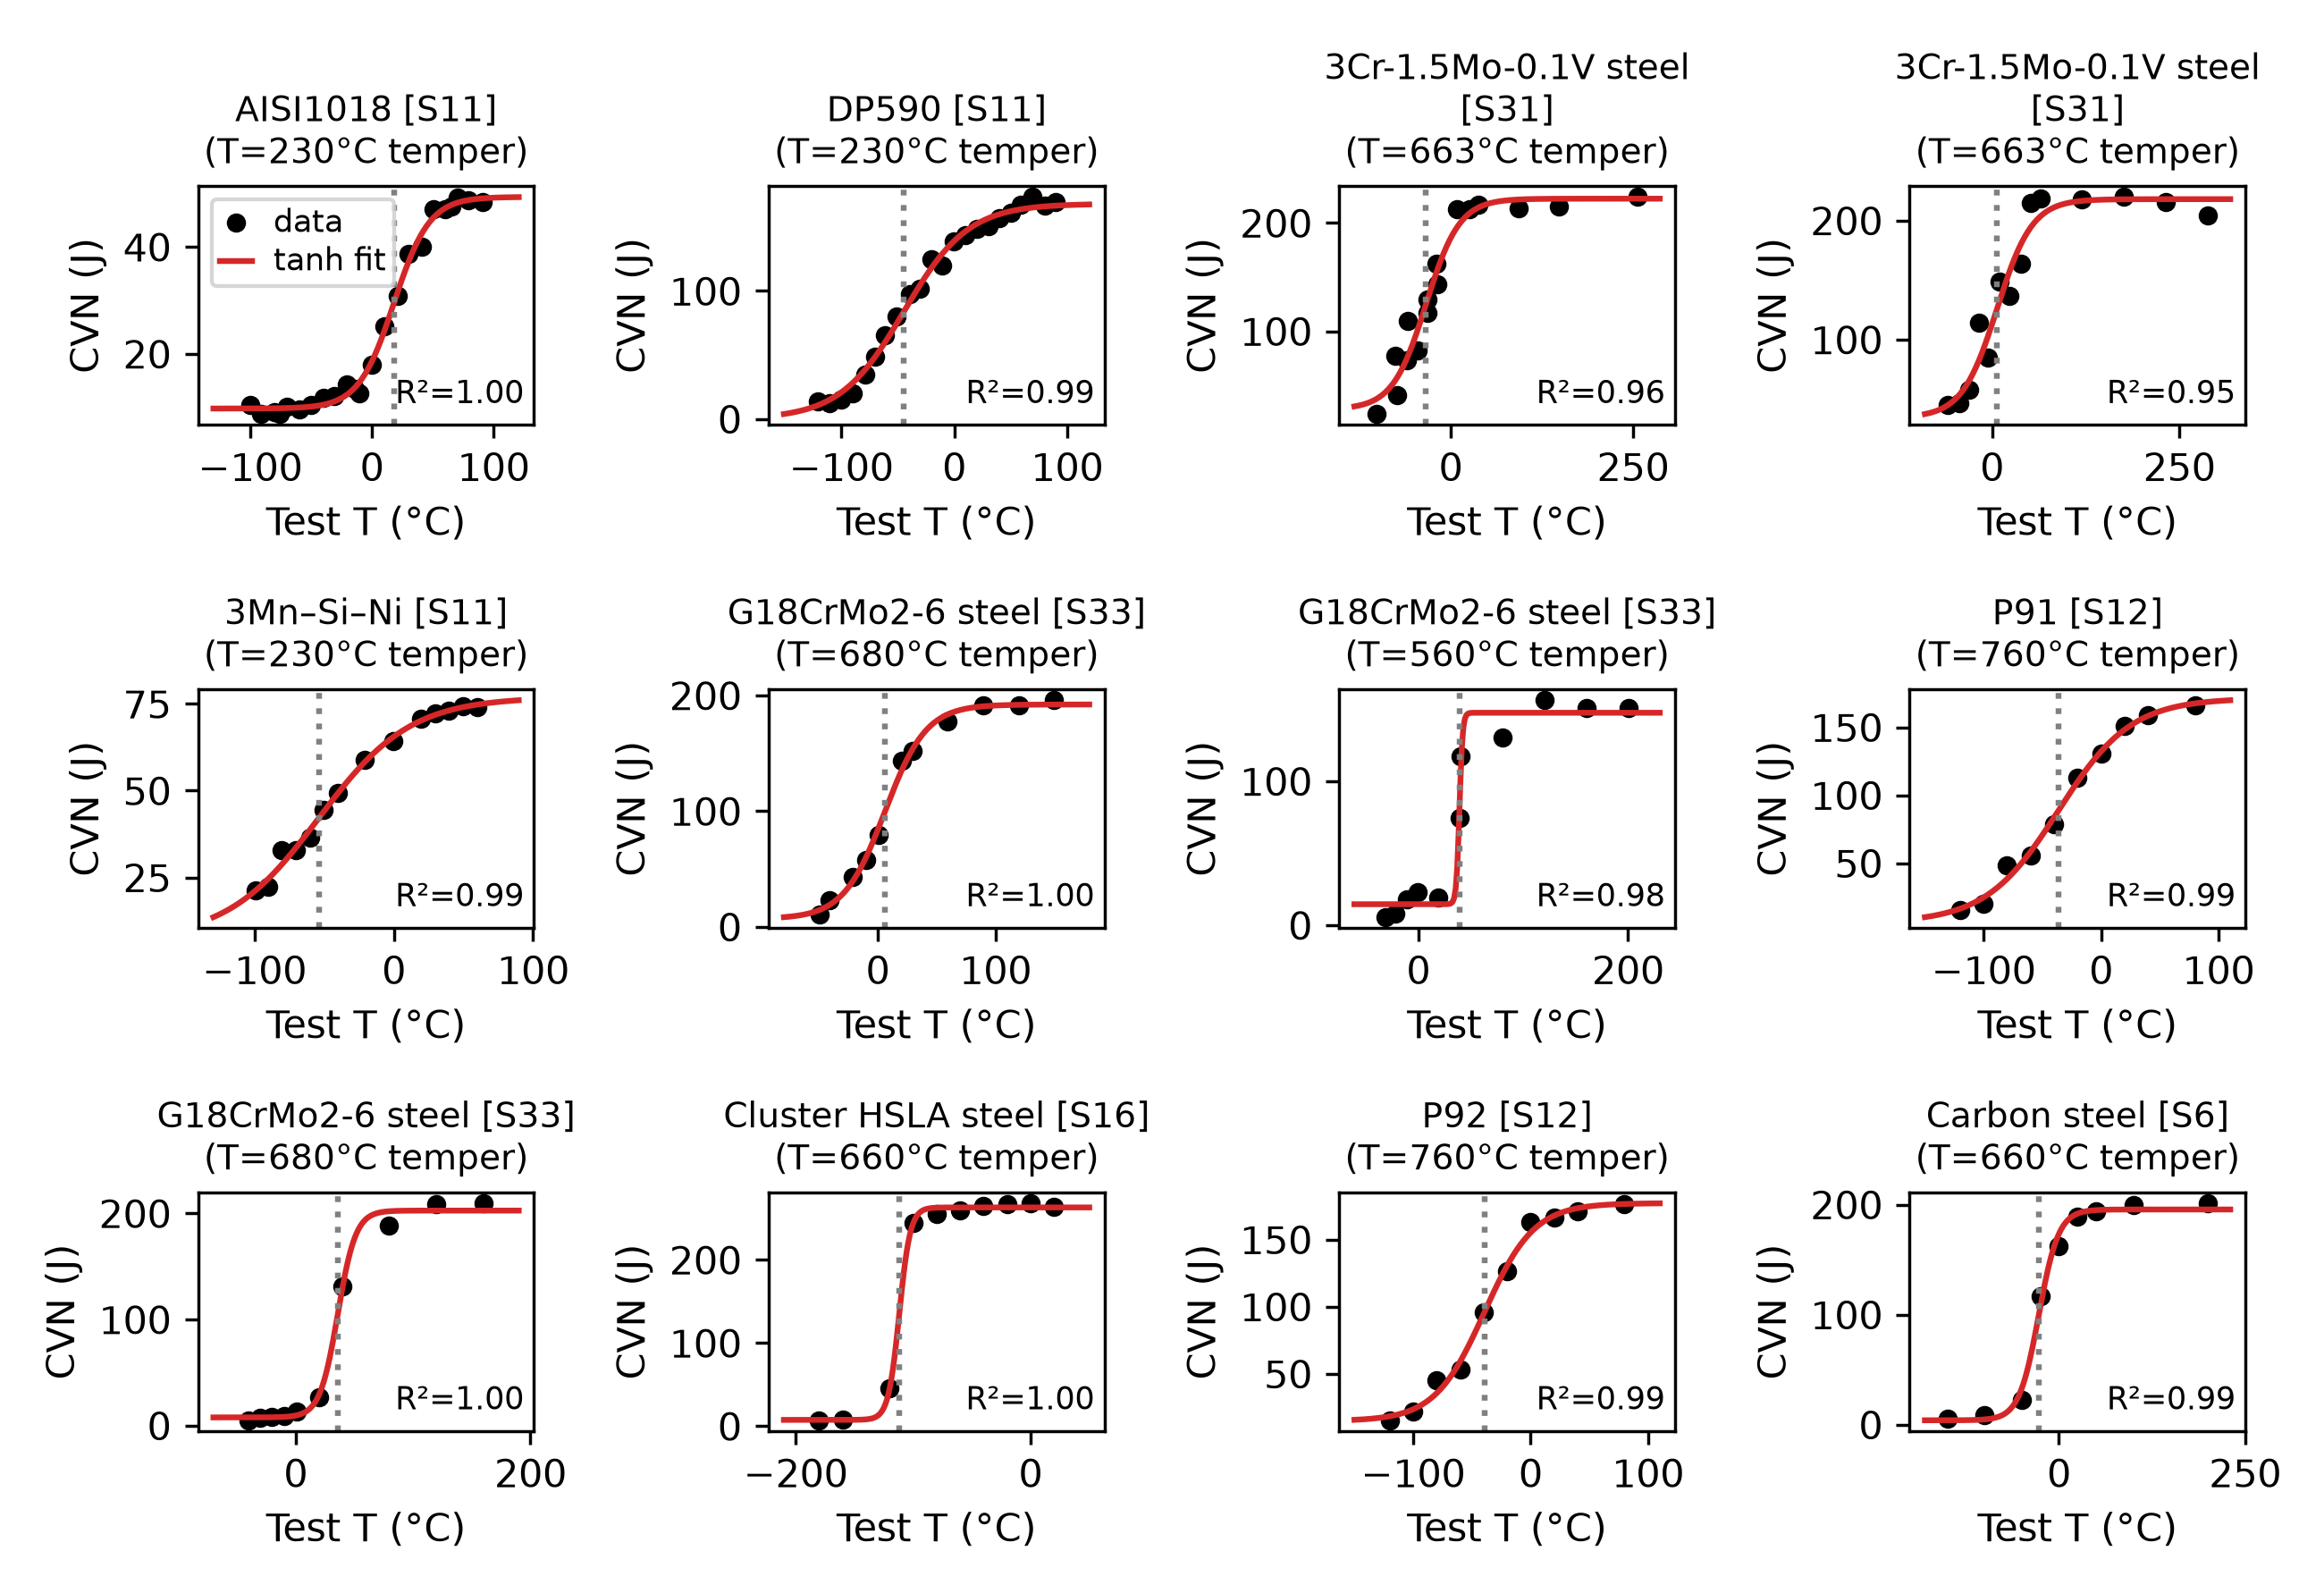 AISI1018 [S11]
(T=230°C temper)
CVN (J)
40
20
data
tanh fit
R²=1.00
−100 0 100
Test T (°C)
DP590 [S11]
(T=230°C temper)
CVN (J)
100
0
R²=0.99
−100 0 100
Test T (°C)
3Cr-1.5Mo-0.1V steel
[S31]
(T=663°C temper)
CVN (J)
200
100
R²=0.96
0 250
Test T (°C)
3Cr-1.5Mo-0.1V steel
[S31]
(T=663°C temper)
CVN (J)
200
100
R²=0.95
0 250
Test T (°C)
3Mn–Si–Ni [S11]
(T=230°C temper)
CVN (J)
75
50
25
R²=0.99
−100 0 100
Test T (°C)
G18CrMo2-6 steel [S33]
(T=680°C temper)
CVN (J)
200
100
0
R²=1.00
0 100
Test T (°C)
G18CrMo2-6 steel [S33]
(T=560°C temper)
CVN (J)
100
0
R²=0.98
0 200
Test T (°C)
P91 [S12]
(T=760°C temper)
CVN (J)
150
100
50
R²=0.99
−100 0 100
Test T (°C)
G18CrMo2-6 steel [S33]
(T=680°C temper)
CVN (J)
200
100
0
R²=1.00
0 200
Test T (°C)
Cluster HSLA steel [S16]
(T=660°C temper)
CVN (J)
200
100
0
R²=1.00
−200 0
Test T (°C)
P92 [S12]
(T=760°C temper)
CVN (J)
150
100
50
R²=0.99
−100 0 100
Test T (°C)
Carbon steel [S6]
(T=660°C temper)
CVN (J)
200
100
0
R²=0.99
0 250
Test T (°C)